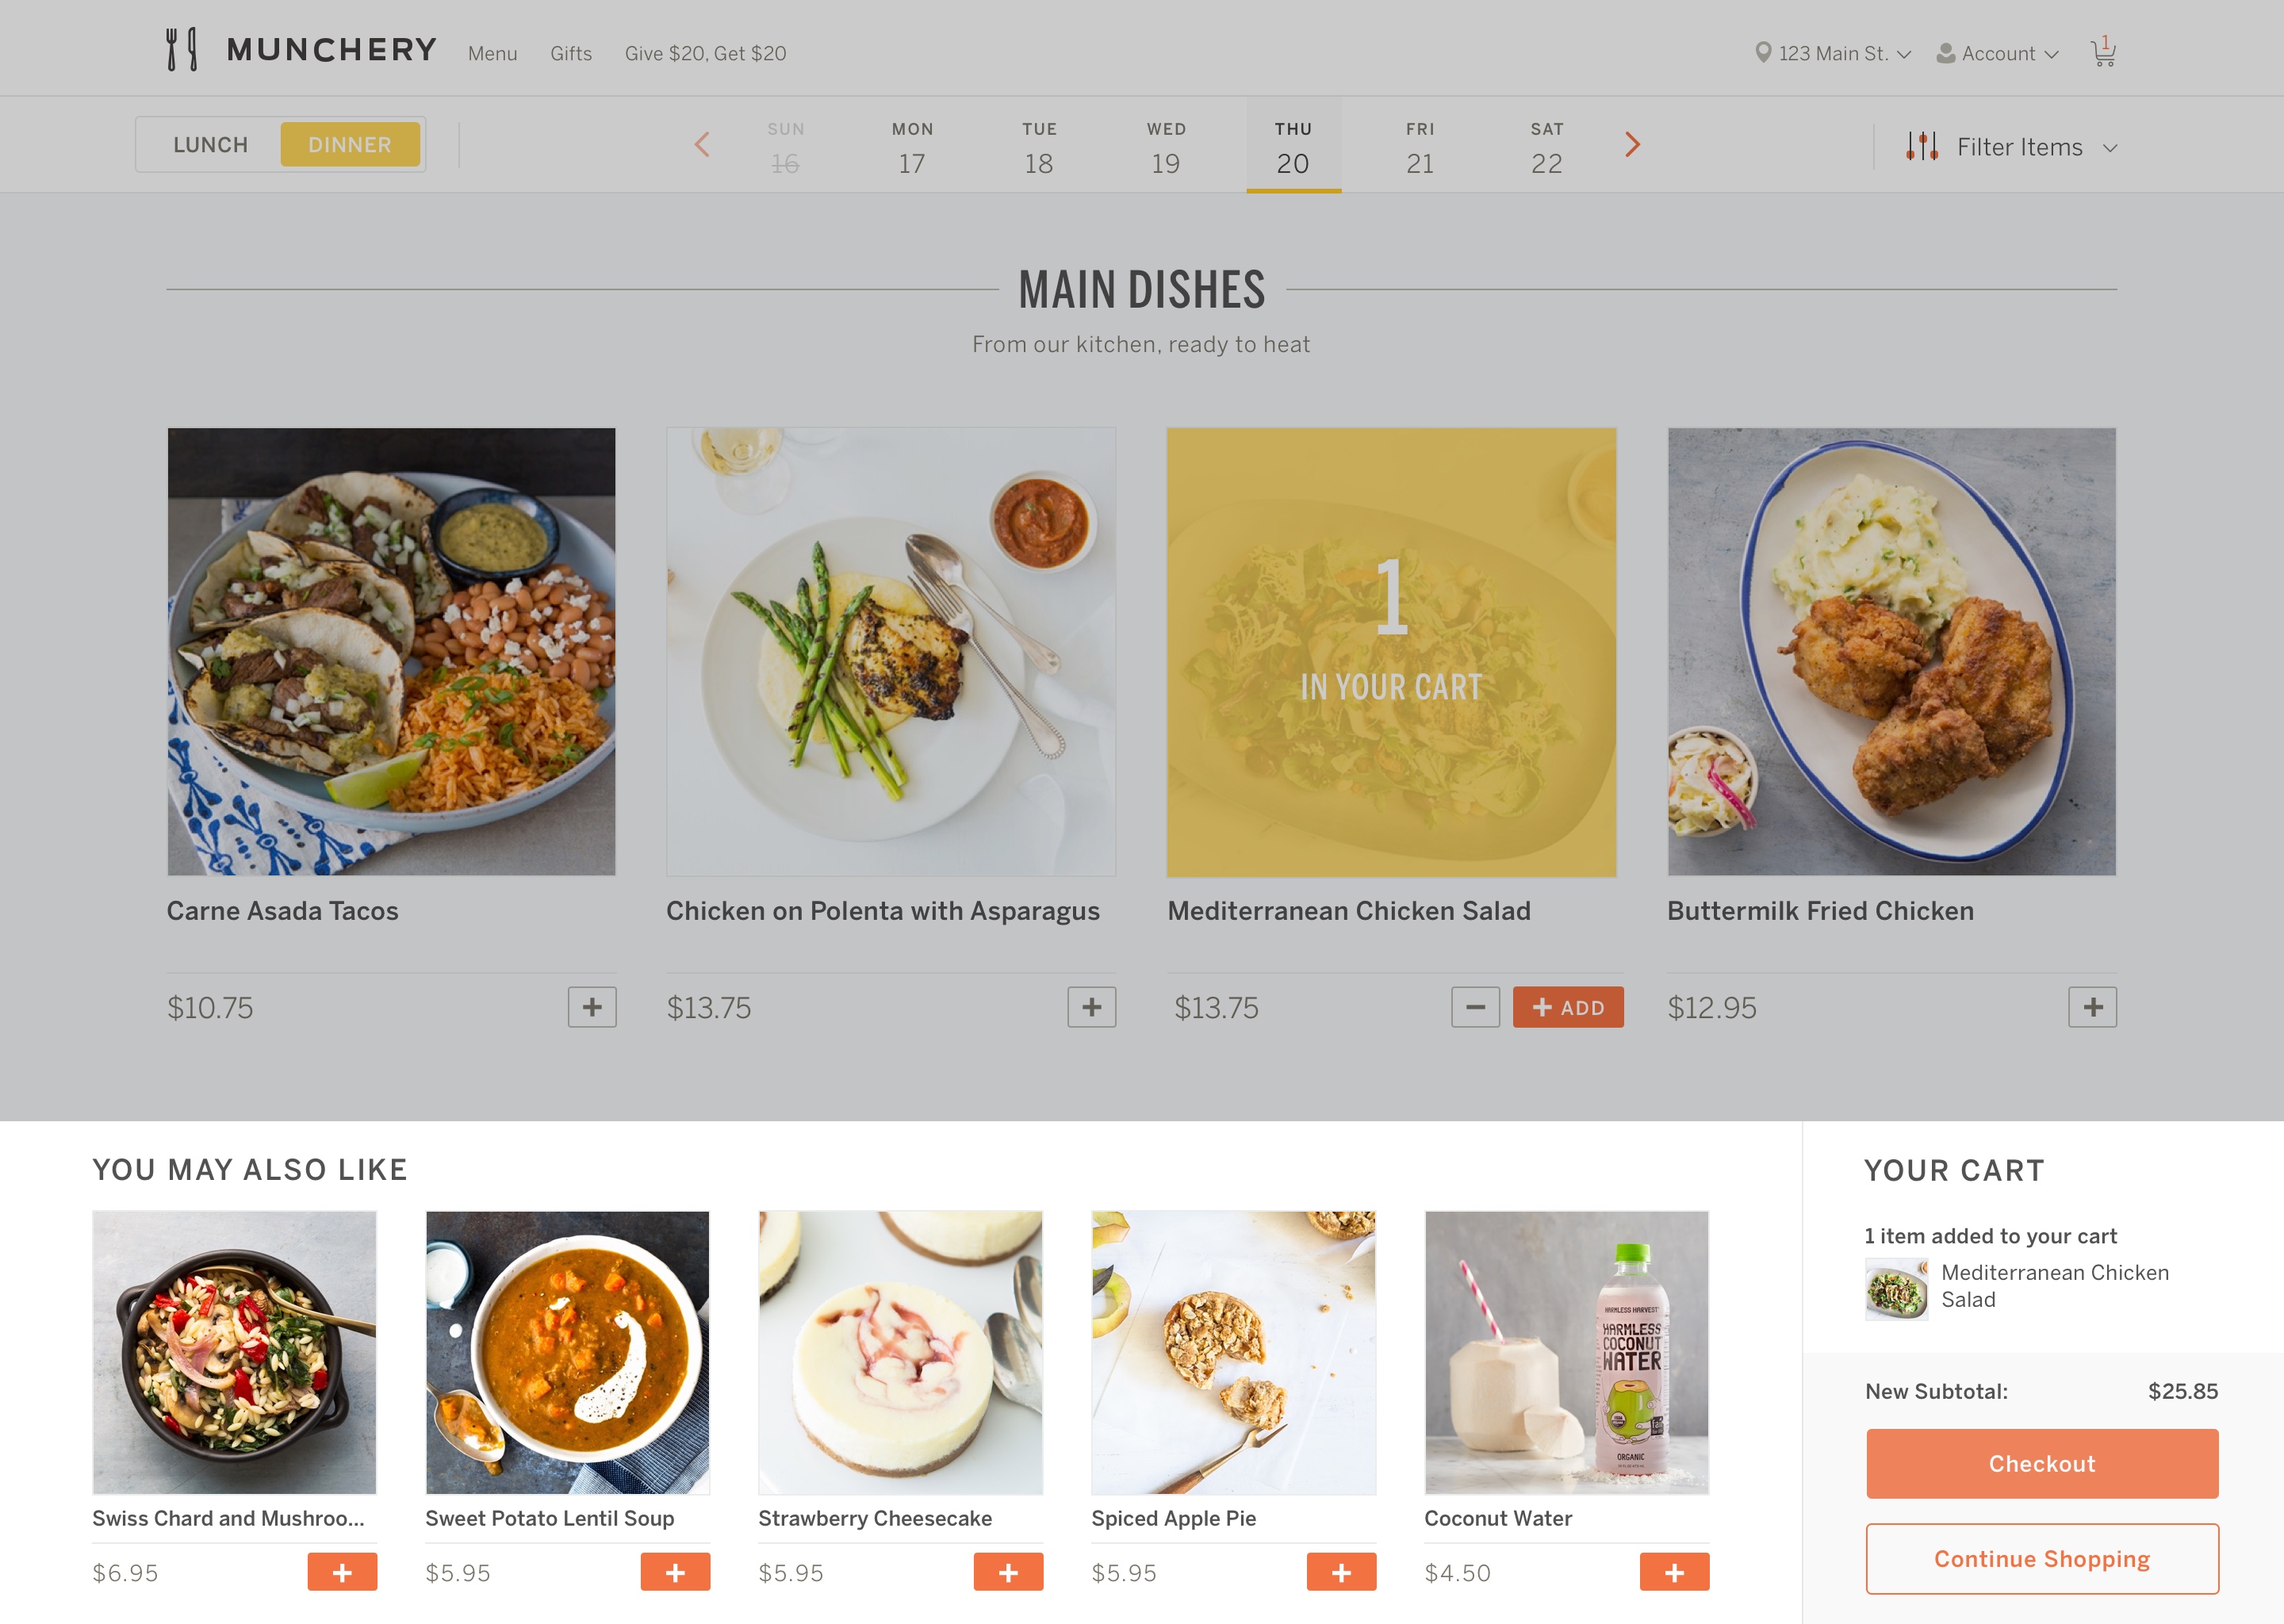 MUNCHERY
Menu
Gifts
Give $20, Get $20
123 Main St.
Account
1
LUNCH
DINNER
SUN
16
MON
17
TUE
18
WED
19
THU
20
FRI
21
SAT
22
Filter Items
MAIN DISHES
From our kitchen, ready to heat
1
IN YOUR CART
Carne Asada Tacos
$10.75
Chicken on Polenta with Asparagus
$13.75
Mediterranean Chicken Salad
$13.75
ADD
Buttermilk Fried Chicken
$12.95
YOU MAY ALSO LIKE
HARMLESS HARVEST
HARMLESS
COCONUT
WATER
ORGANIC
Swiss Chard and Mushroo...
$6.95
Sweet Potato Lentil Soup
$5.95
Strawberry Cheesecake
$5.95
Spiced Apple Pie
$5.95
Coconut Water
$4.50
YOUR CART
1 item added to your cart
Mediterranean Chicken
Salad
New Subtotal:
$25.85
Checkout
Continue Shopping